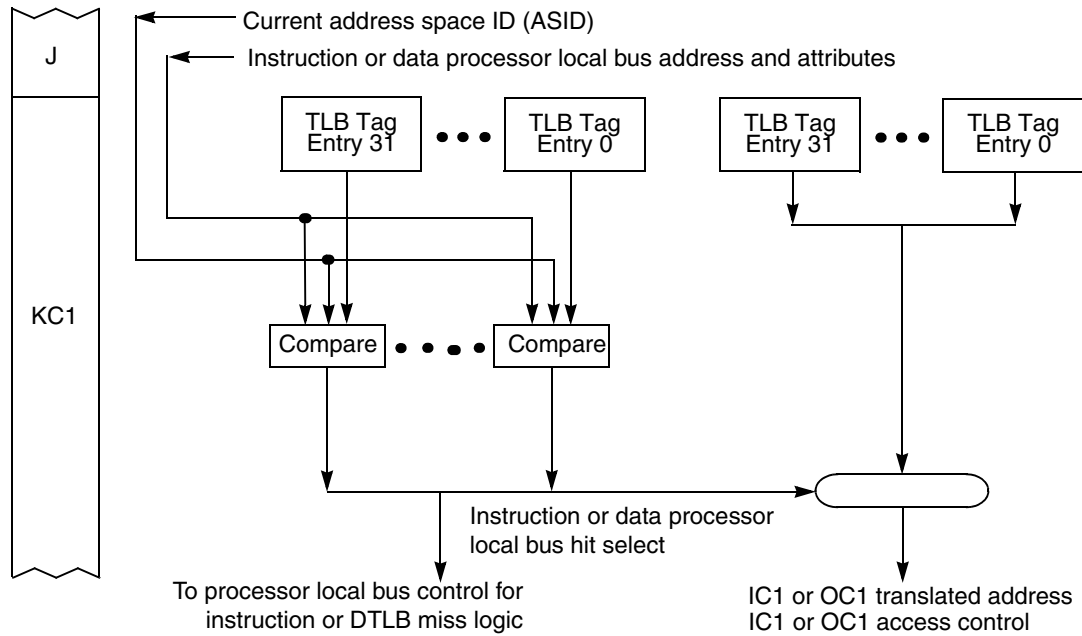 J
Current address space ID (ASID)
Instruction or data processor local bus address and attributes
TLB Tag
Entry 31
TLB Tag
Entry 0
TLB Tag
Entry 31
TLB Tag
Entry 0
KC1
Compare
Compare
Instruction or data processor
local bus hit select
To processor local bus control for
instruction or DTLB miss logic
IC1 or OC1 translated address
IC1 or OC1 access control